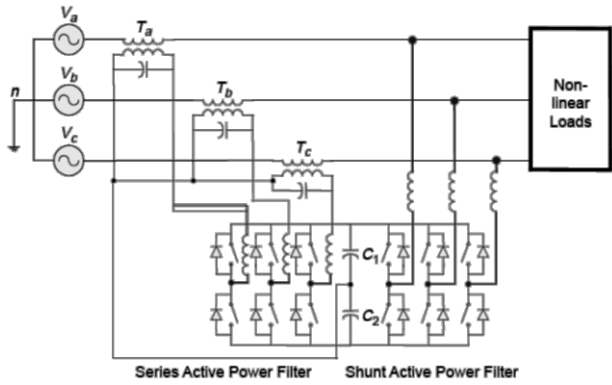 Va
Ta
Vb
Tb
n
Vc
Tc
Non-
linear
Loads
C1
C2
Series Active Power Filter
Shunt Active Power Filter